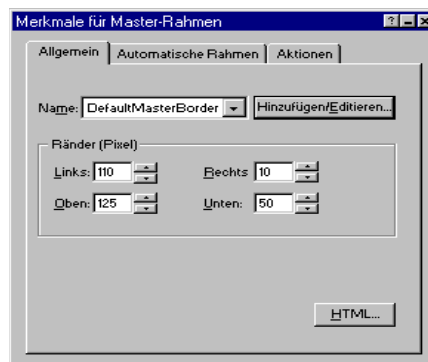 Merkmale für Master-Rahmen
Allgemein Automatische Rahmen Aktionen
Name: DefaultMasterBorder Hinzufügen/Editieren...
Ränder (Pixel)
Links: 110 Rechts 10
Oben: 125 Unten: 50
HTML...